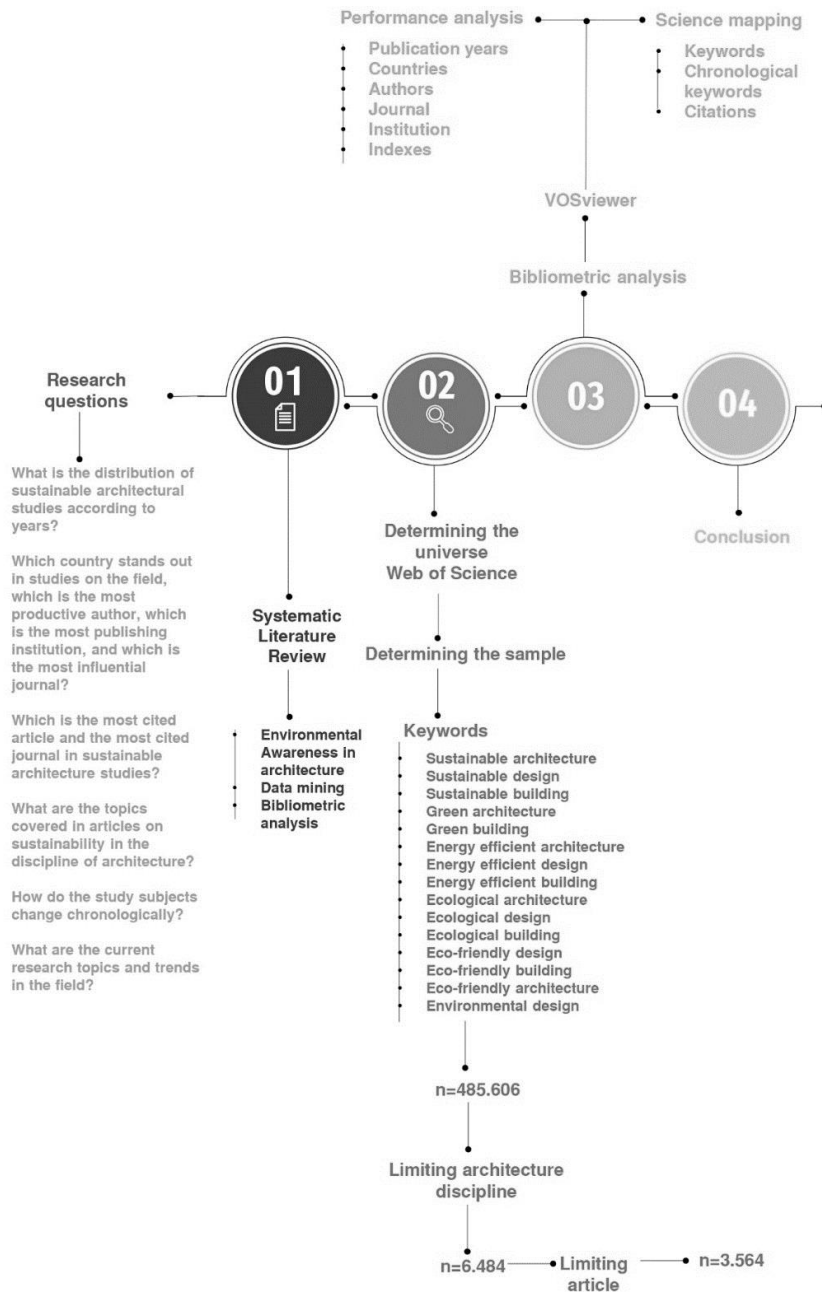 Performance analysis
Publication years
Countries
Authors
Journal
Institution
Indexes
Science mapping
Keywords
Chronological
keywords
Citations
VOSviewer
Bibliometric analysis
Research
questions
01
02
03
04
What is the distribution of
sustainable architectural
studies according to
years?
Which country stands out
in studies on the field,
which is the most
productive author, which
is the most publishing
institution, and which is
the most influential
journal?
Which is the most cited
article and the most cited
journal in sustainable
architecture studies?
What are the topics
covered in articles on
sustainability in the
discipline of architecture?
How do the study subjects
change chronologically?
What are the current
research topics and trends
in the field?
Systematic
Literature
Review
Environmental
Awareness in
architecture
Data mining
Bibliometric
analysis
Determining the
universe
Web of Science
Determining the sample
Keywords
Sustainable architecture
Sustainable design
Sustainable building
Green architecture
Green building
Energy efficient architecture
Energy efficient design
Energy efficient building
Ecological architecture
Ecological design
Ecological building
Eco-friendly design
Eco-friendly building
Eco-friendly architecture
Environmental design
n=485.606
Limiting architecture
discipline
n=6.484
Limiting
article
n=3.564
Conclusion